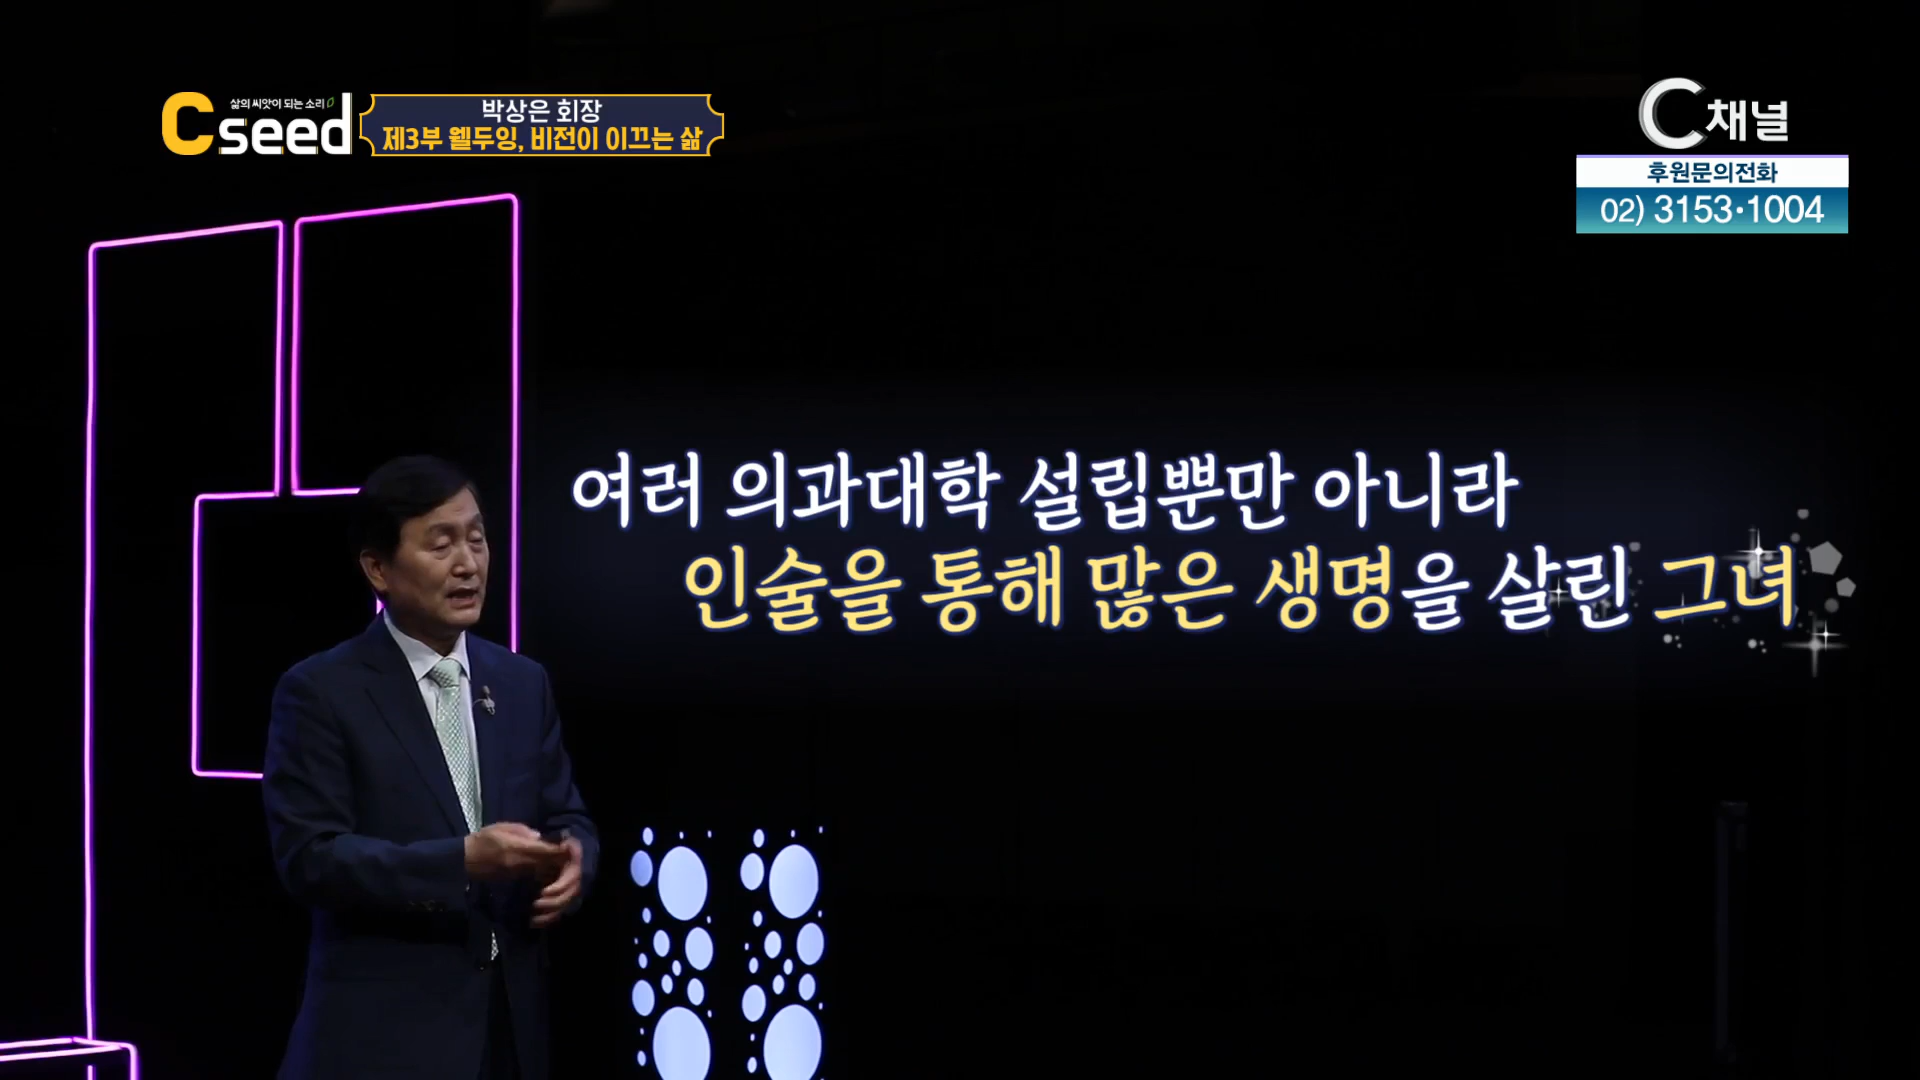 삶의 씨앗이 되는 소리
Cseed
박상은 회장
제3부 웰두잉, 비전이 이끄는 삶
C채널
후원문의전화
02) 3153·1004
여러 의과대학 설립뿐만 아니라
인술을 통해 많은 생명을 살린 그녀